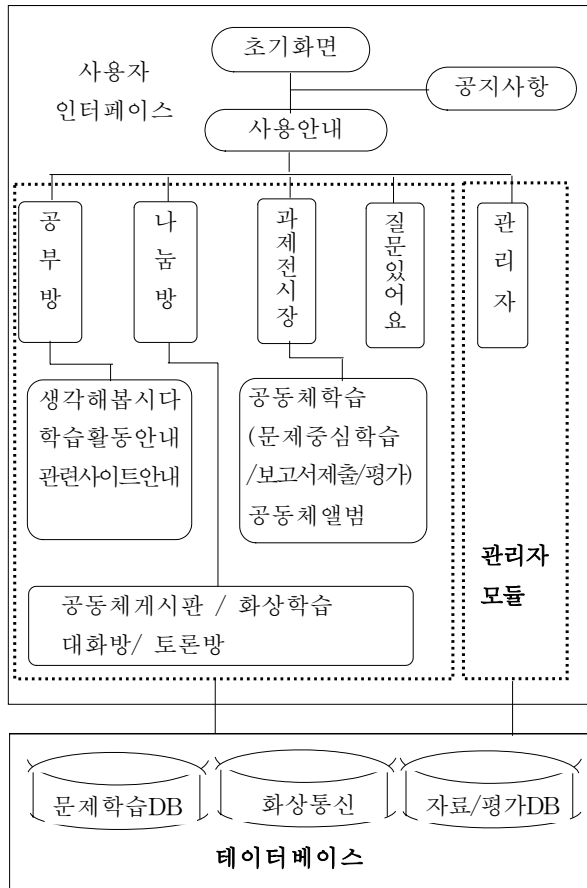 초기화면
사용자
인터페이스
공지사항
사용안내
공부방
나눔방
과제전시장
질문있어요
관리자
생각해봅시다
학습활동안내
관련사이트안내
공동체학습
(문제중심학습
/보고서제출/평가)
공동체앨범
관리자
모듈
공동체게시판 / 화상학습
대화방/ 토론방
문제학습DB
화상통신
자료/평가DB
테이터베이스